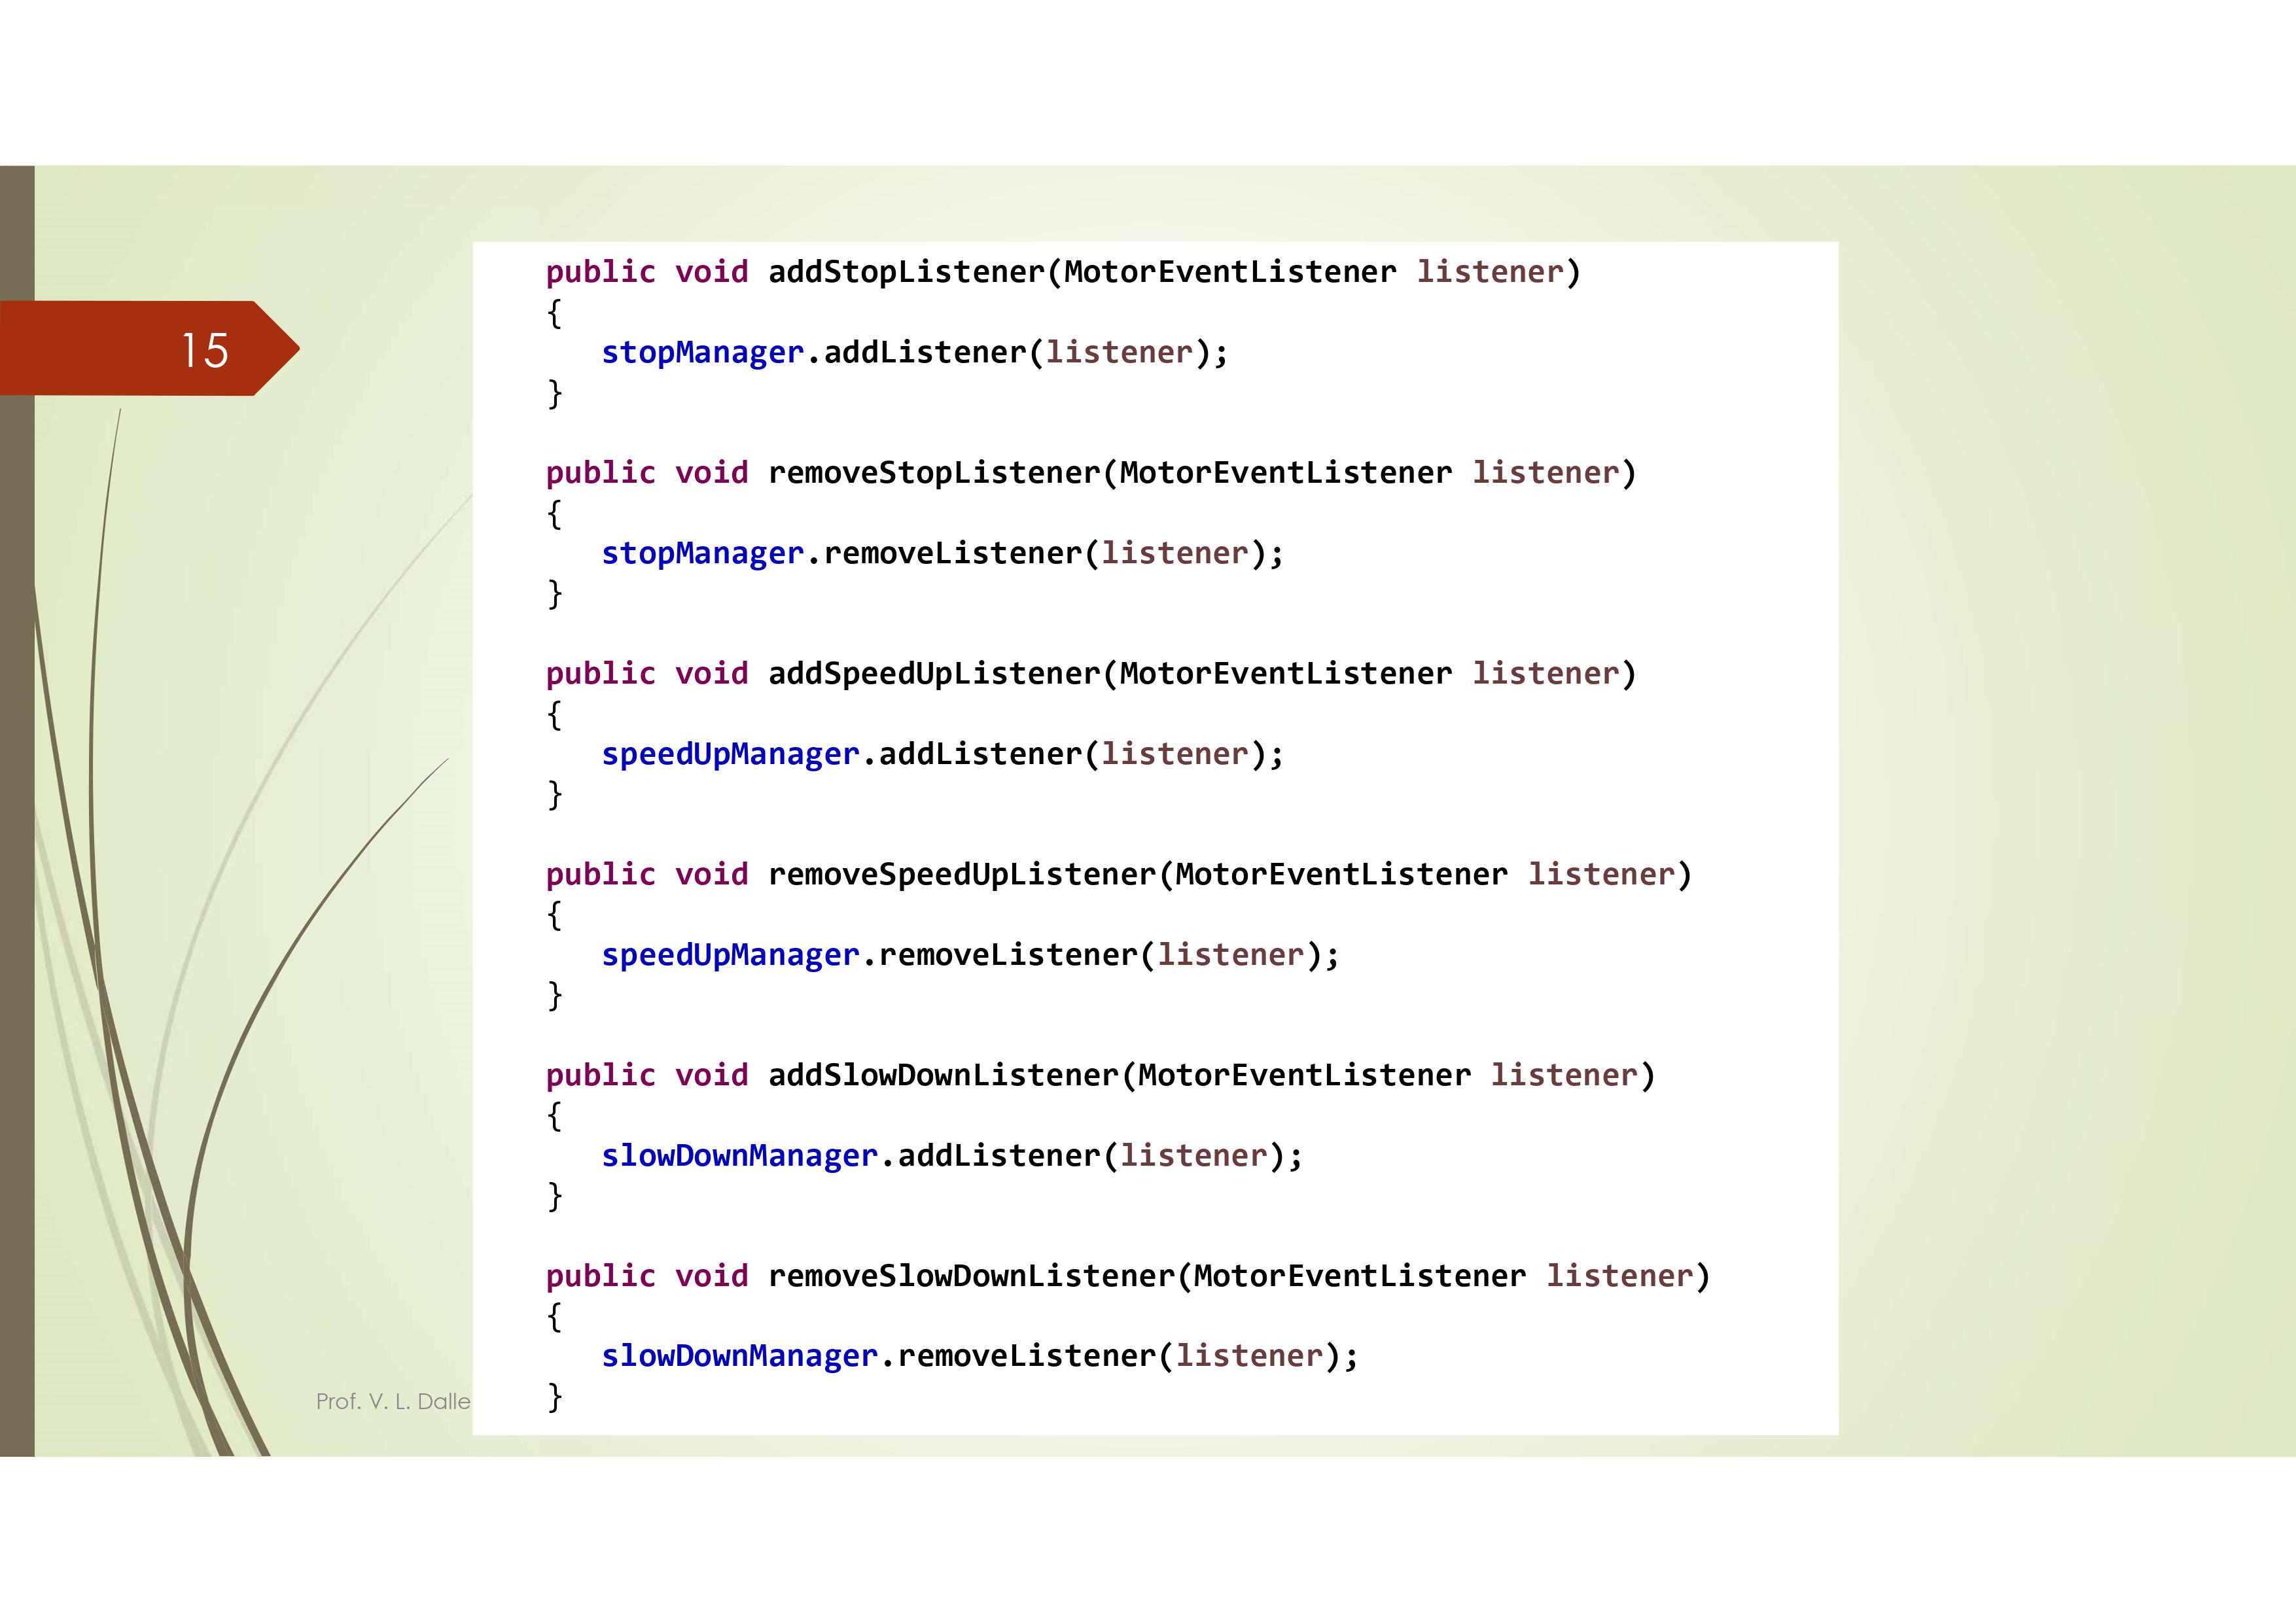 15
public void addStopListener(MotorEventListener listener)
{
   stopManager.addListener(listener);
}

public void removeStopListener(MotorEventListener listener)
{
   stopManager.removeListener(listener);
}

public void addSpeedUpListener(MotorEventListener listener)
{
   speedUpManager.addListener(listener);
}

public void removeSpeedUpListener(MotorEventListener listener)
{
   speedUpManager.removeListener(listener);
}

public void addSlowDownListener(MotorEventListener listener)
{
   slowDownManager.addListener(listener);
}

public void removeSlowDownListener(MotorEventListener listener)
{
   slowDownManager.removeListener(listener);
}
Prof. V. L. Dalle